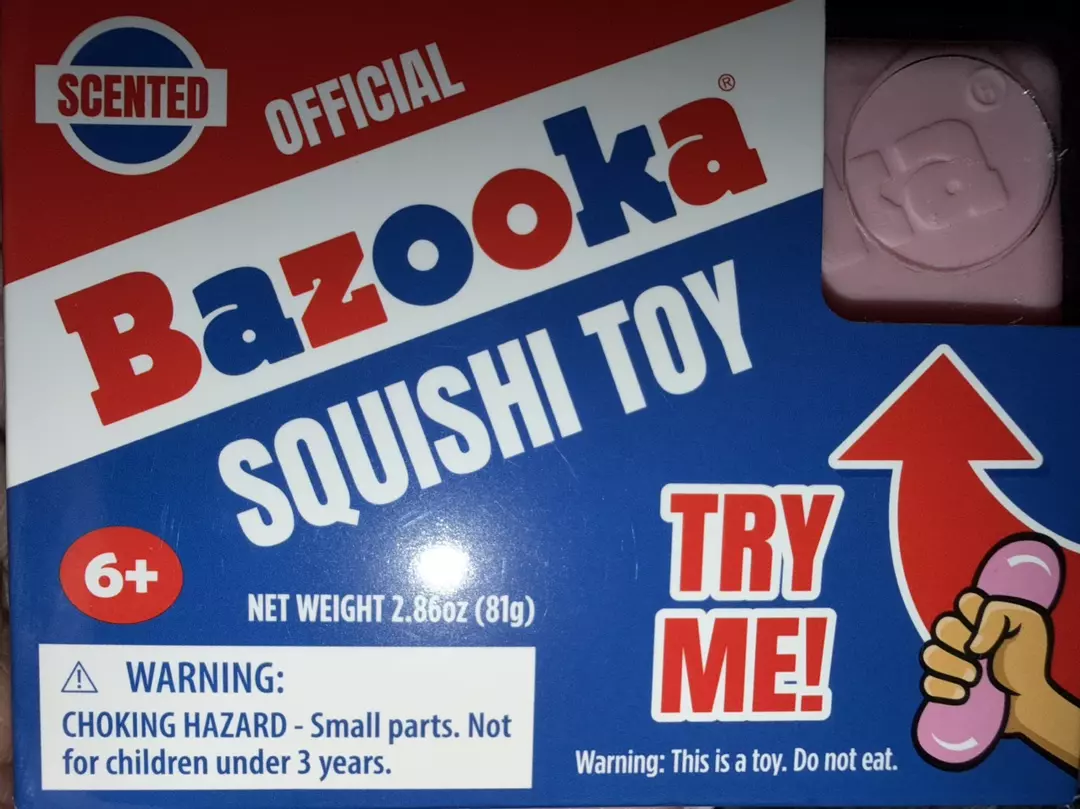 SCENTED
OFFICIAL
Bazooka®
SQUISHI TOY
6+
NET WEIGHT 2.86oz (81g)
⚠ WARNING:
CHOKING HAZARD - Small parts. Not
for children under 3 years.
TRY
ME!
Warning: This is a toy. Do not eat.